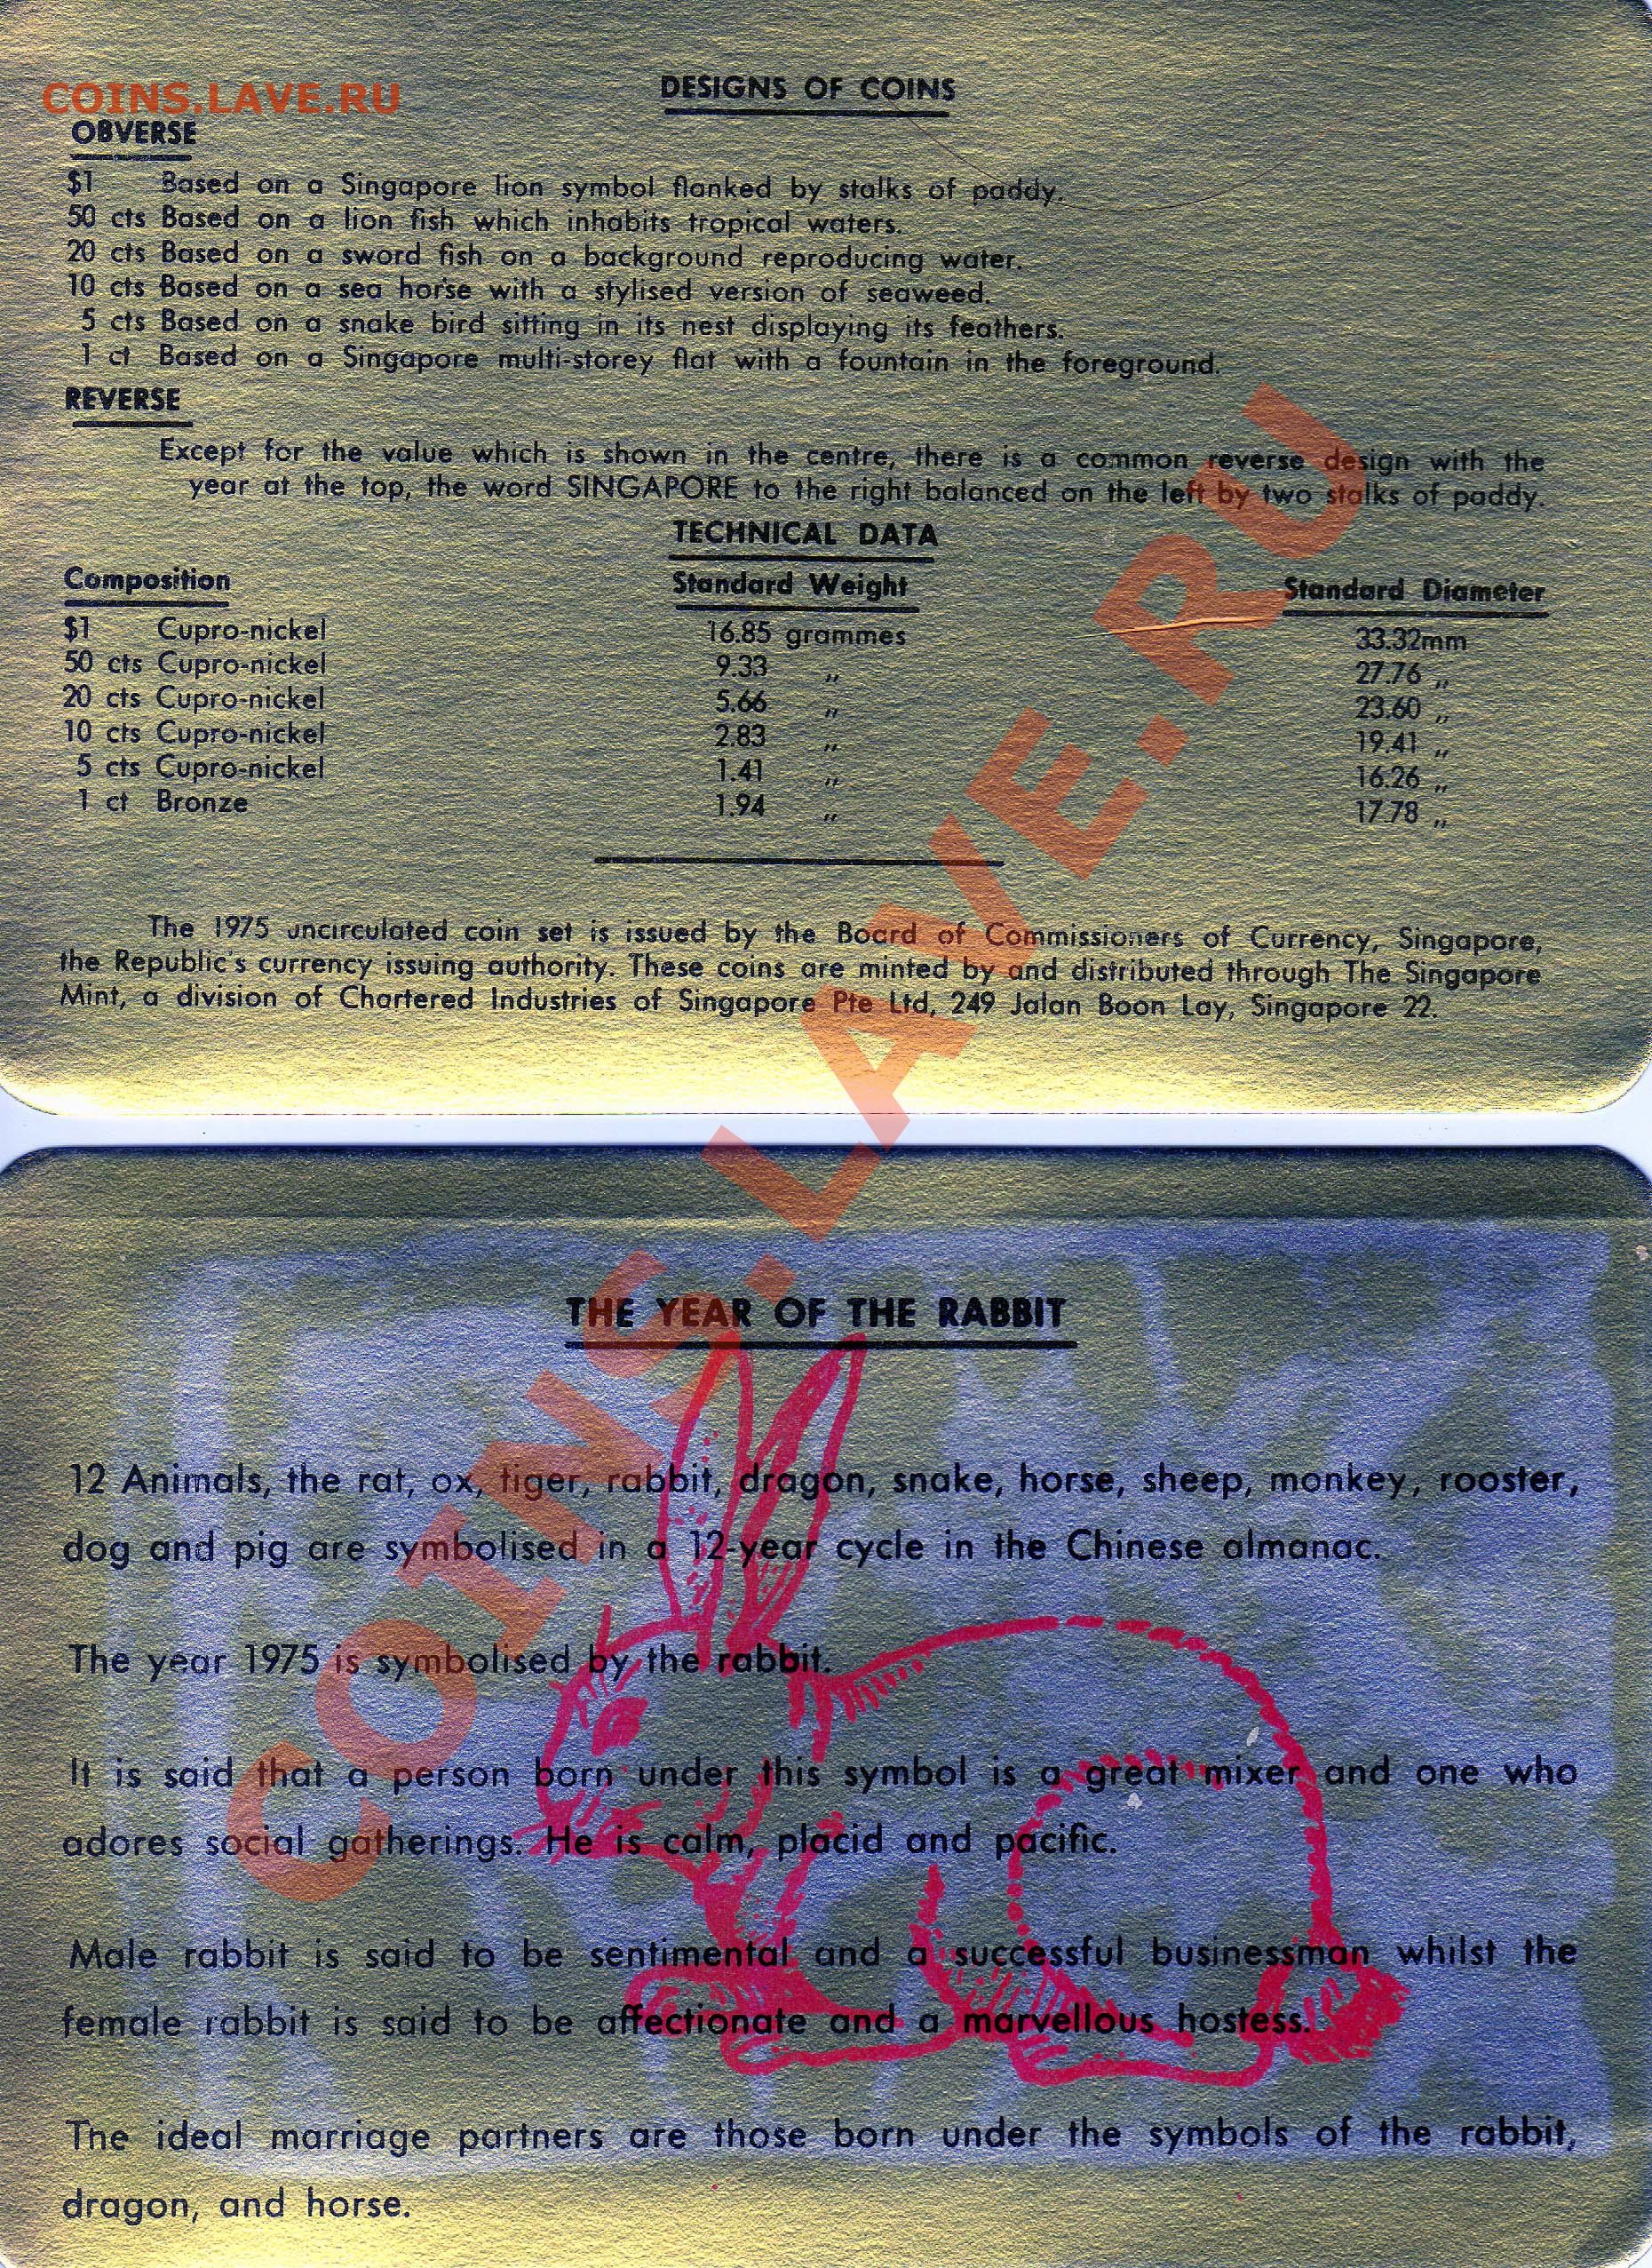 COINS.LAVE.RU
DESIGNS OF COINS
OBVERSE
$1 Based on a Singapore lion symbol flanked by stalks of paddy.
50 cts Based on a lion fish which inhabits tropical waters.
20 cts Based on a sword fish on a background reproducing water.
10 cts Based on a sea horse with a stylised version of seaweed.
5 cts Based on a snake bird sitting in its nest displaying its feathers.
1 ct Based on a Singapore multi-storey flat with a fountain in the foreground.
REVERSE
Except for the value which is shown in the centre, there is a common reverse design with the
year at the top, the word SINGAPORE to the right balanced on the left by two stalks of paddy.
TECHNICAL DATA
Composition Standard Weight Standard Diameter
$1 Cupro-nickel 16.85 grammes 33.32mm
50 cts Cupro-nickel 9.33 ,, 27.76 ,,
20 cts Cupro-nickel 5.66 ,, 23.60 ,,
10 cts Cupro-nickel 2.83 ,, 19.41 ,,
5 cts Cupro-nickel 1.41 ,, 16.26 ,,
1 ct Bronze 1.94 ,, 17.78 ,,
The 1975 uncirculated coin set is issued by the Board of Commissioners of Currency, Singapore,
the Republic's currency issuing authority. These coins are minted by and distributed through The Singapore
Mint, a division of Chartered Industries of Singapore Pte Ltd, 249 Jalan Boon Lay, Singapore 22.
COINS.LAVE.RU
THE YEAR OF THE RABBIT
12 Animals, the rat, ox, tiger, rabbit, dragon, snake, horse, sheep, monkey, rooster,
dog and pig are symbolised in a 12-year cycle in the Chinese almanac.
The year 1975 is symbolised by the rabbit.
It is said that a person born under this symbol is a great mixer and one who
adores social gatherings. He is calm, placid and pacific.
Male rabbit is said to be sentimental and a successful businessman whilst the
female rabbit is said to be affectionate and a marvellous hostess.
The ideal marriage partners are those born under the symbols of the rabbit,
dragon, and horse.